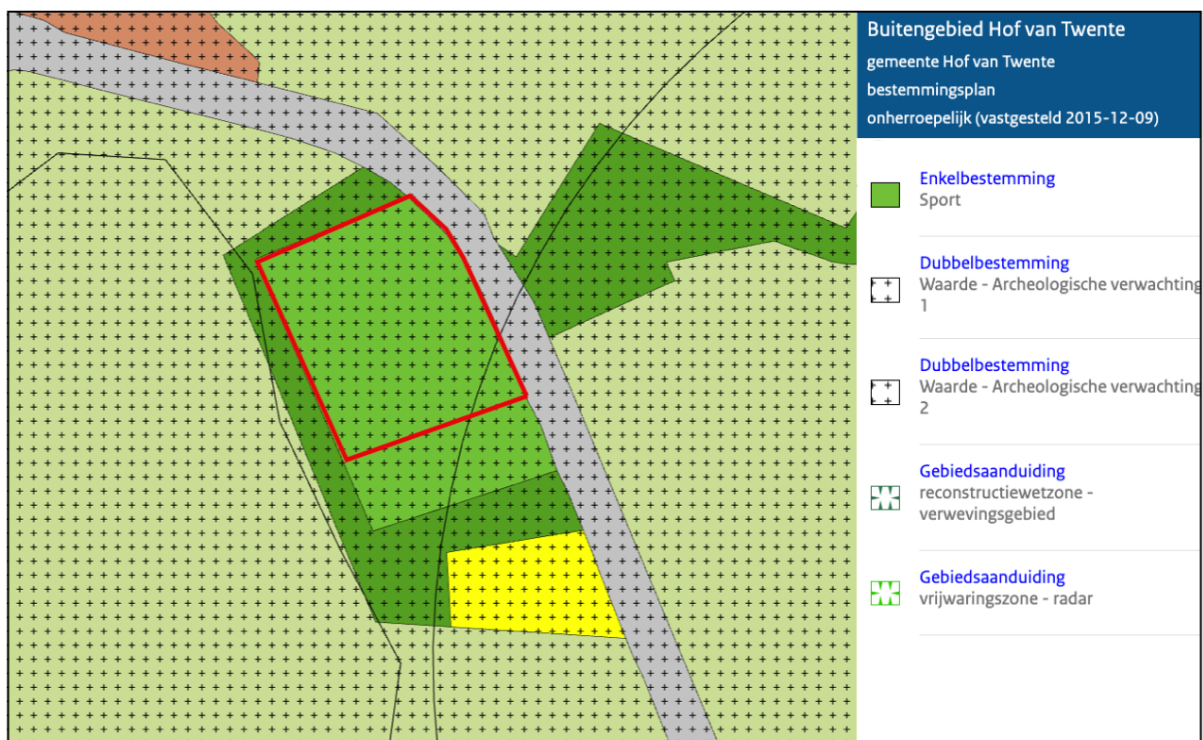 Buitengebied Hof van Twente
gemeente Hof van Twente
bestemmingsplan
onherroepelijk (vastgesteld 2015-12-09)
Enkelbestemming
Sport
Dubbelbestemming
Waarde - Archeologische verwachting
1
Dubbelbestemming
Waarde - Archeologische verwachting
2
Gebiedsaanduiding
reconstructiewetzone -
verwevingsgebied
Gebiedsaanduiding
vrijwaringszone - radar